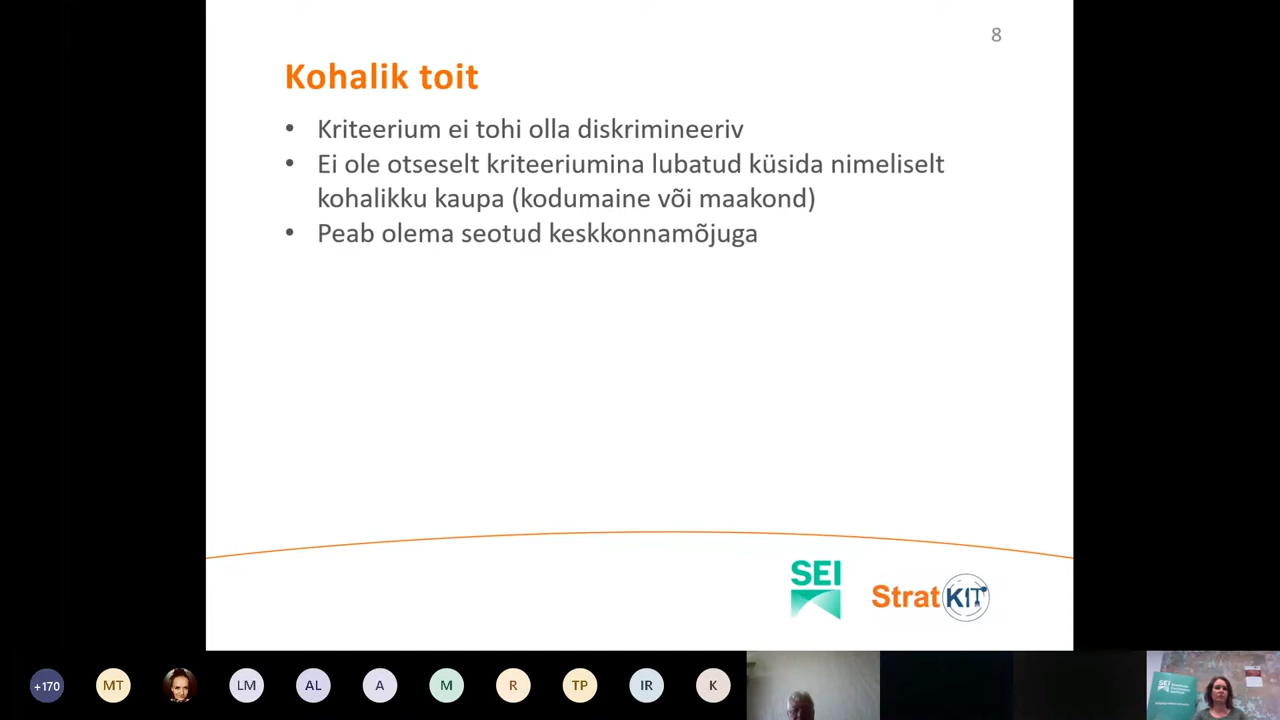 8
Kohalik toit
• Kriteerium ei tohi olla diskrimineeriv
• Ei ole otseselt kriteeriumina lubatud küsida nimeliselt
kohalikku kaupa (kodumaine või maakond)
• Peab olema seotud keskkonnamõjuga
SEI
StratKIT
+170
MT
LM
AL
A
M
R
TP
IR
K
SEI